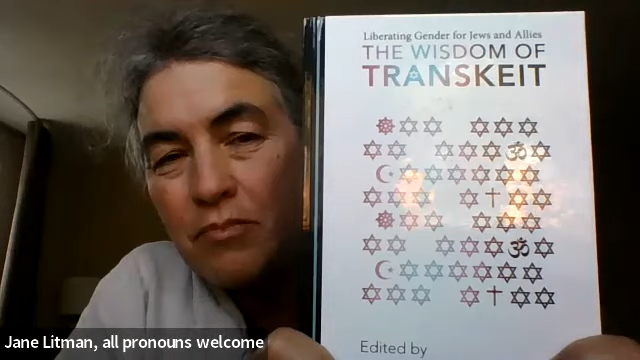 Liberating Gender for Jews and Allies
THE WISDOM OF
TRANSKEIT
Edited by
Jane Litman, all pronouns welcome